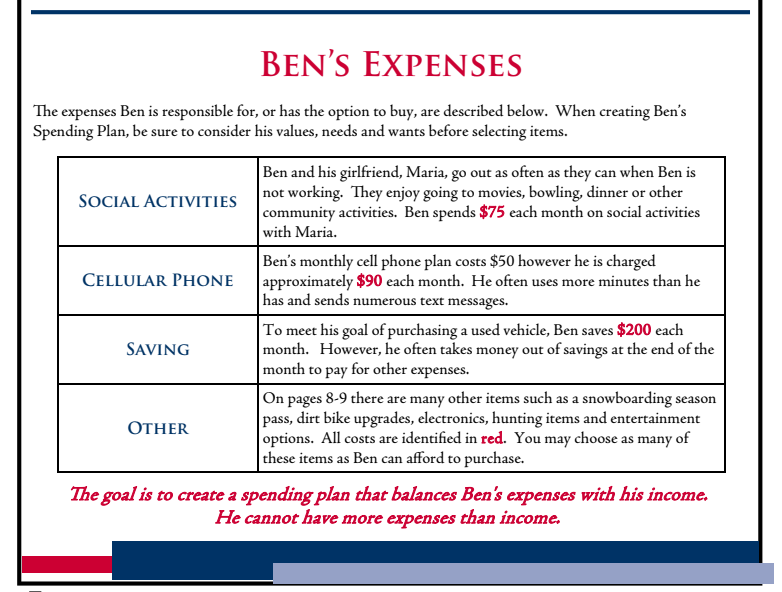 Ben's Expenses
The expenses Ben is responsible for, or has the option to buy, are described below. When creating Ben's
Spending Plan, be sure to consider his values, needs and wants before selecting items.
Social Activities
Ben and his girlfriend, Maria, go out as often as they can when Ben is
not working. They enjoy going to movies, bowling, dinner or other
community activities. Ben spends $75 each month on social activities
with Maria.
Cellular Phone
Ben's monthly cell phone plan costs $50 however he is charged
approximately $90 each month. He often uses more minutes than he
has and sends numerous text messages.
Saving
To meet his goal of purchasing a used vehicle, Ben saves $200 each
month. However, he often takes money out of savings at the end of the
month to pay for other expenses.
Other
On pages 8-9 there are many other items such as a snowboarding season
pass, dirt bike upgrades, electronics, hunting items and entertainment
options. All costs are identified in red. You may choose as many of
these items as Ben can afford to purchase.
The goal is to create a spending plan that balances Ben's expenses with his income.
He cannot have more expenses than income.